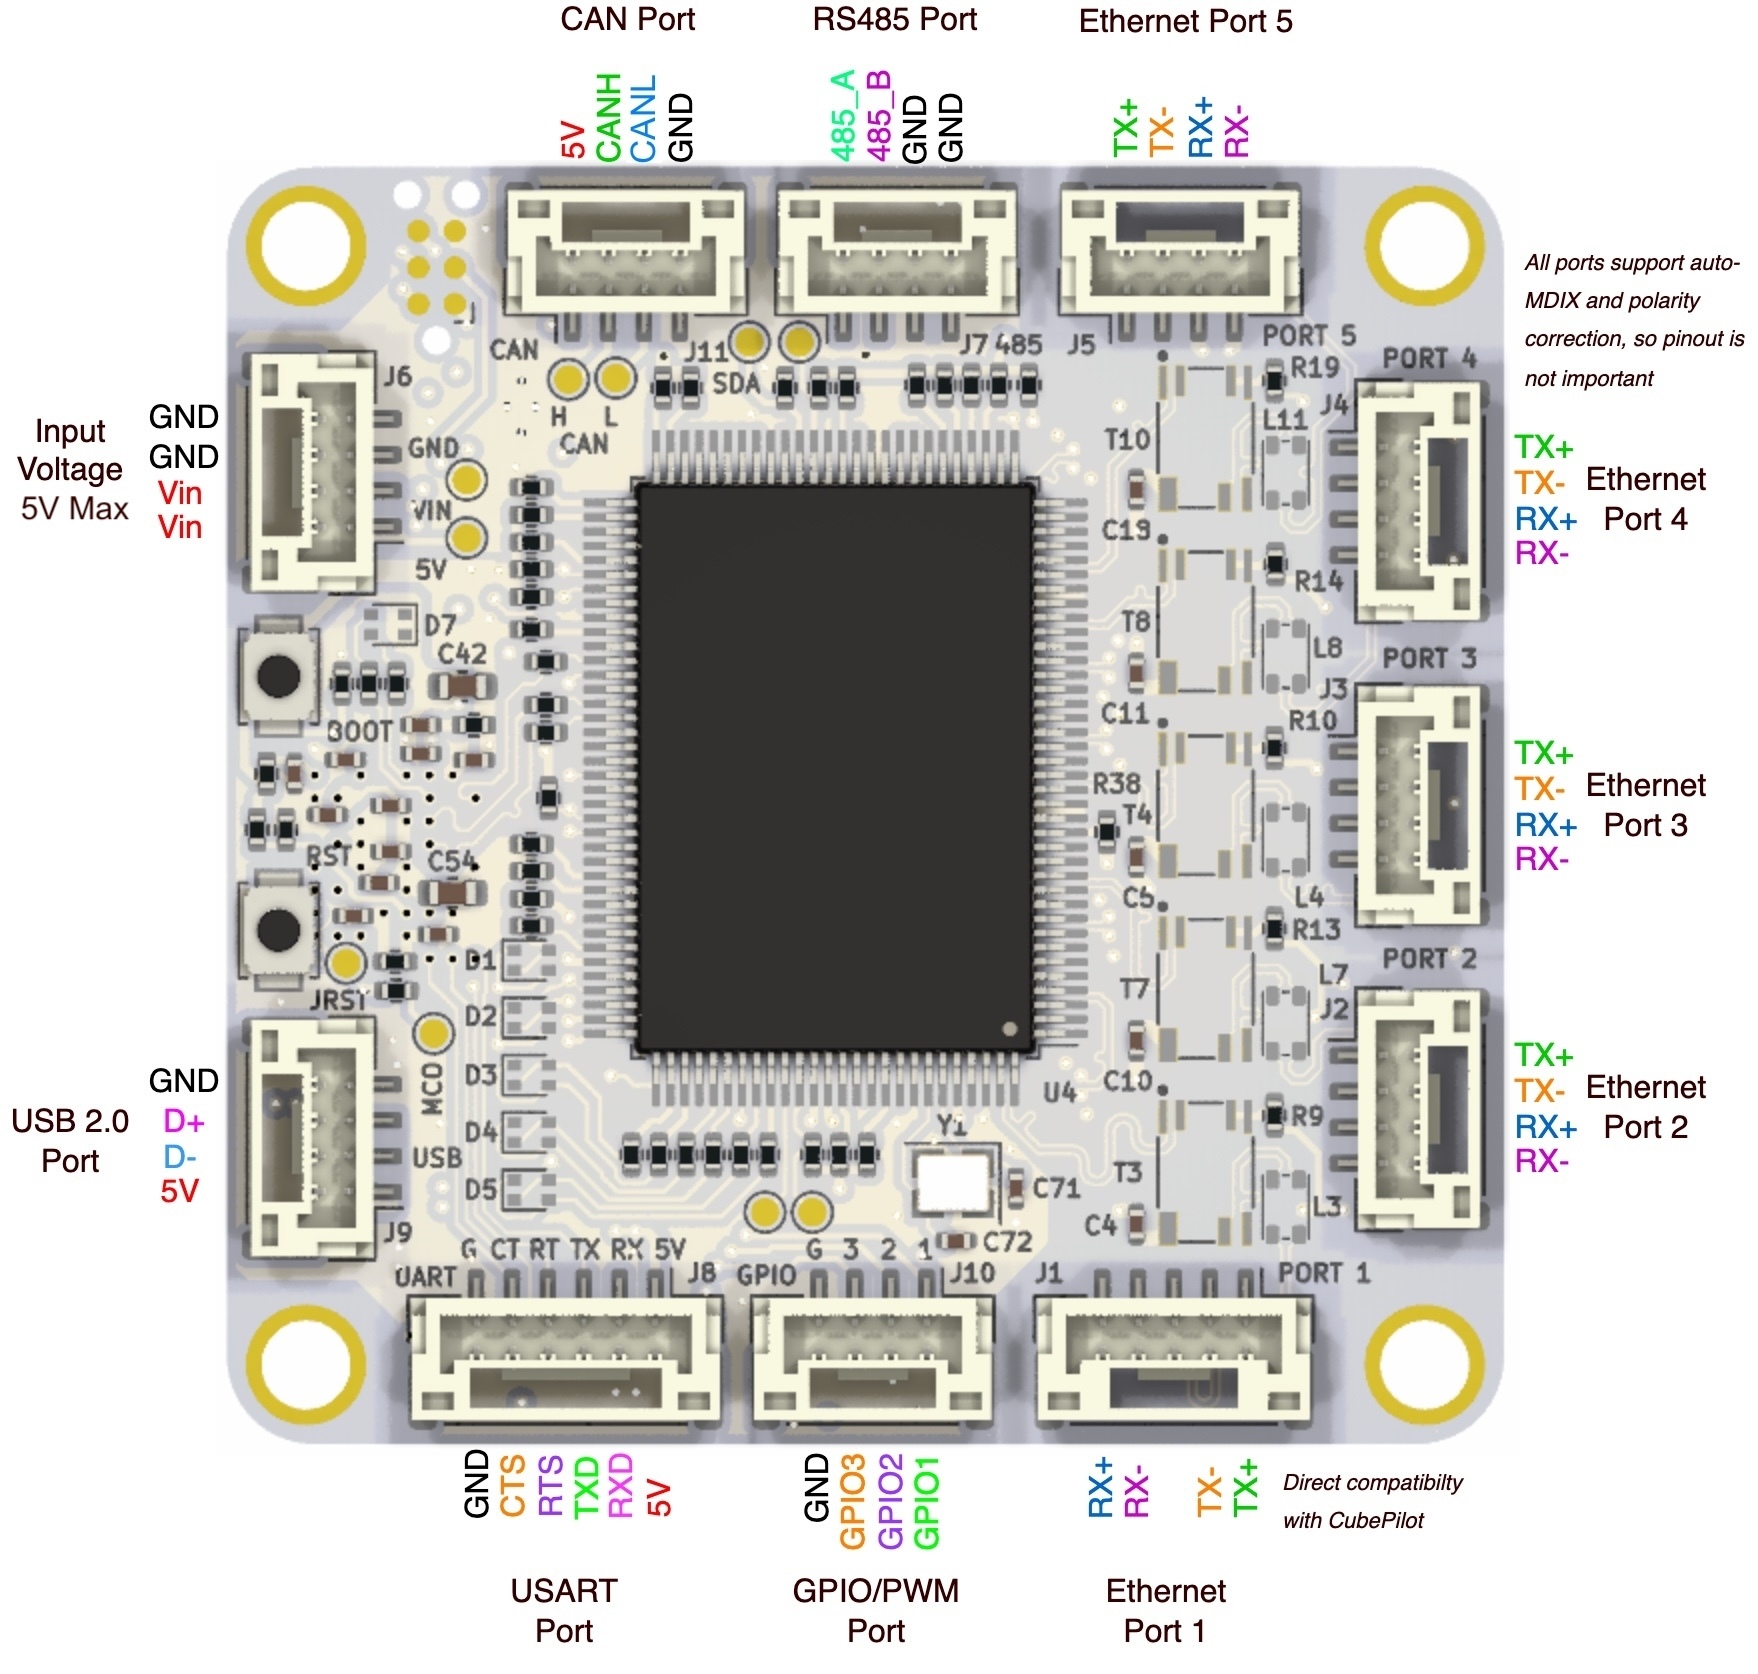 CAN Port
RS485 Port
Ethernet Port 5
5V
CANH
CANL
GND
485_A
485_B
GND
GND
TX+
TX-
RX+
RX-
All ports support auto-
MDIX and polarity
correction, so pinout is
not important
J6
CAN
J11
SDA
J7 485
J5
PORT 5
R19
PORT 4
J4
L11
H L
CAN
T10
Input
Voltage
5V Max
GND
GND
Vin
Vin
GND
VIN
5V
TX+
TX-
RX+
RX-
Ethernet
Port 4
C13
R14
T8
L8
D7
C42
PORT 3
J3
BOOT
C11
R10
R38
T4
TX+
TX-
RX+
RX-
Ethernet
Port 3
RST
C54
C5
L4
R13
PORT 2
D1
JRST
T7
L7
J2
D2
MCO
D3
C10
U4
USB 2.0
Port
GND
D+
D-
5V
TX+
TX-
RX+
RX-
Ethernet
Port 2
Y1
R9
D4
USB
D5
T3
C71
L3
C4
J9
C72
G CT RT TX RX 5V
G 3 2 1
UART
J8
GPIO
J10
J1
PORT 1
GND
CTS
RTS
TXD
RXD
5V
GND
GPIO3
GPIO2
GPIO1
RX+
RX-
TX-
TX+
Direct compatibilty
with CubePilot
USART
Port
GPIO/PWM
Port
Ethernet
Port 1